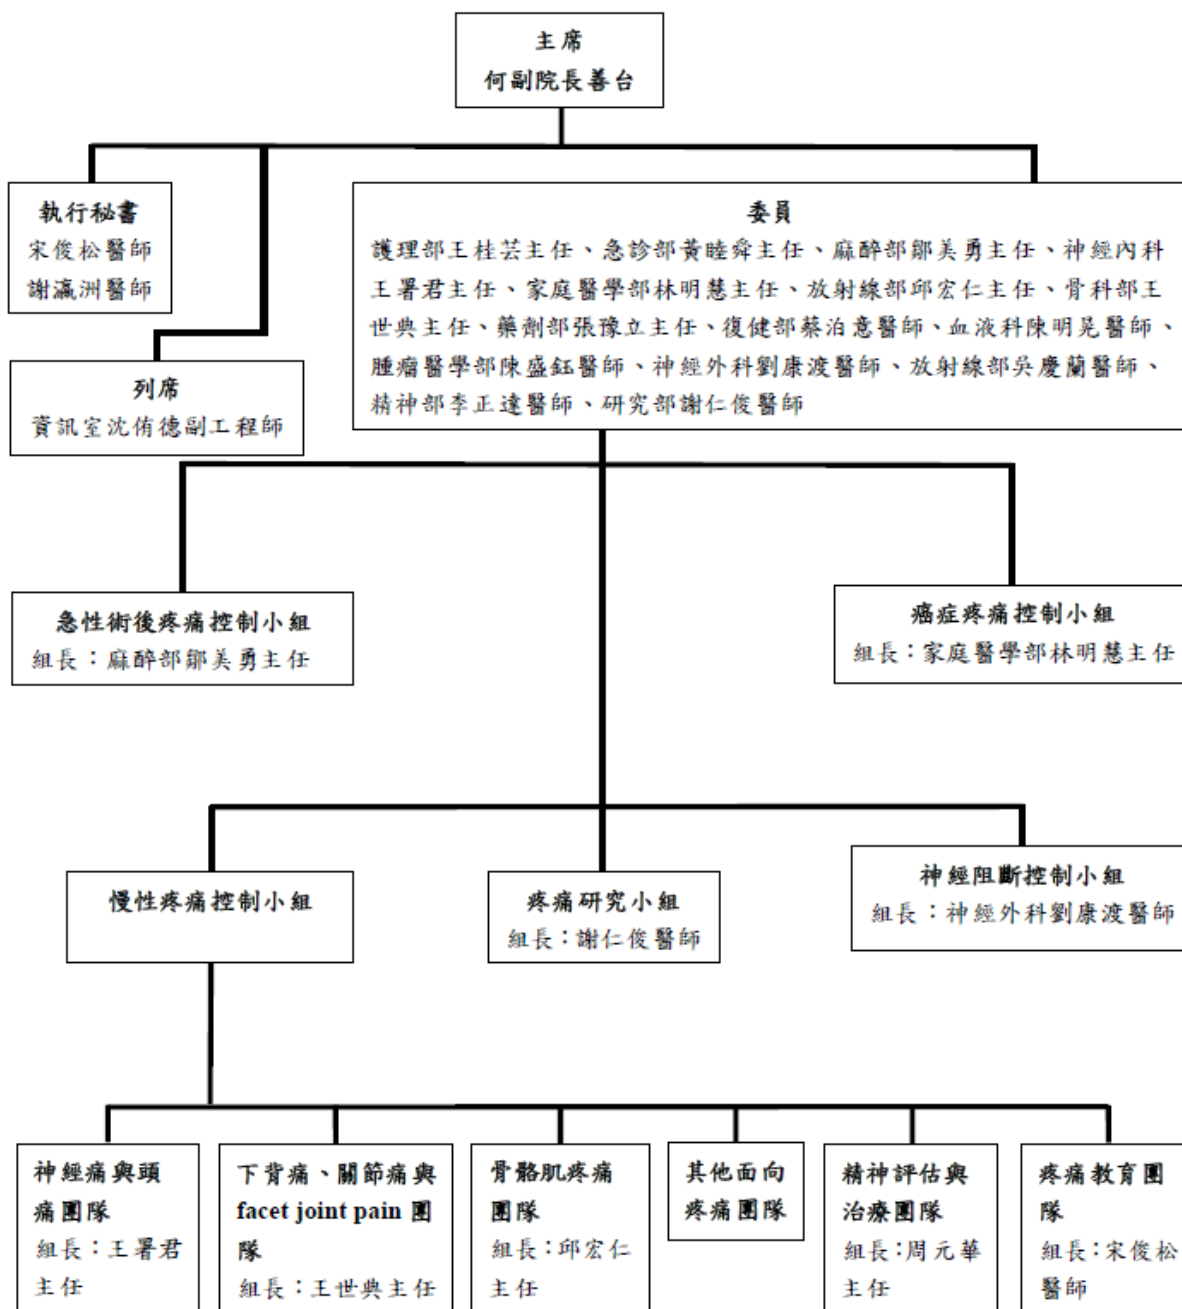 主席
何副院長善台
執行秘書
宋俊松醫師
謝瀛洲醫師
委員
護理部王桂芸主任、急診部黃睦舜主任、麻醉部鄒美勇主任、神經內科
王署君主任、家庭醫學部林明慧主任、放射線部邱宏仁主任、骨科部王
世典主任、藥劑部張豫立主任、復健部蔡泊意醫師、血液科陳明晃醫師、
腫瘤醫學部陳盛鈺醫師、神經外科劉康渡醫師、放射線部吳慶蘭醫師、
精神部李正達醫師、研究部謝仁俊醫師
列席
資訊室沈侑德副工程師
急性術後疼痛控制小組
組長：麻醉部鄒美勇主任
癌症疼痛控制小組
組長：家庭醫學部林明慧主任
慢性疼痛控制小組
疼痛研究小組
組長：謝仁俊醫師
神經阻斷控制小組
組長：神經外科劉康渡醫師
神經痛與頭
痛團隊
組長：王署君
主任
下背痛、關節痛與
facet joint pain 團
隊
組長：王世典主任
骨骼肌疼痛
團隊
組長：邱宏仁
主任
其他面向
疼痛團隊
精神評估與
治療團隊
組長：周元華
主任
疼痛教育團
隊
組長：宋俊松
醫師